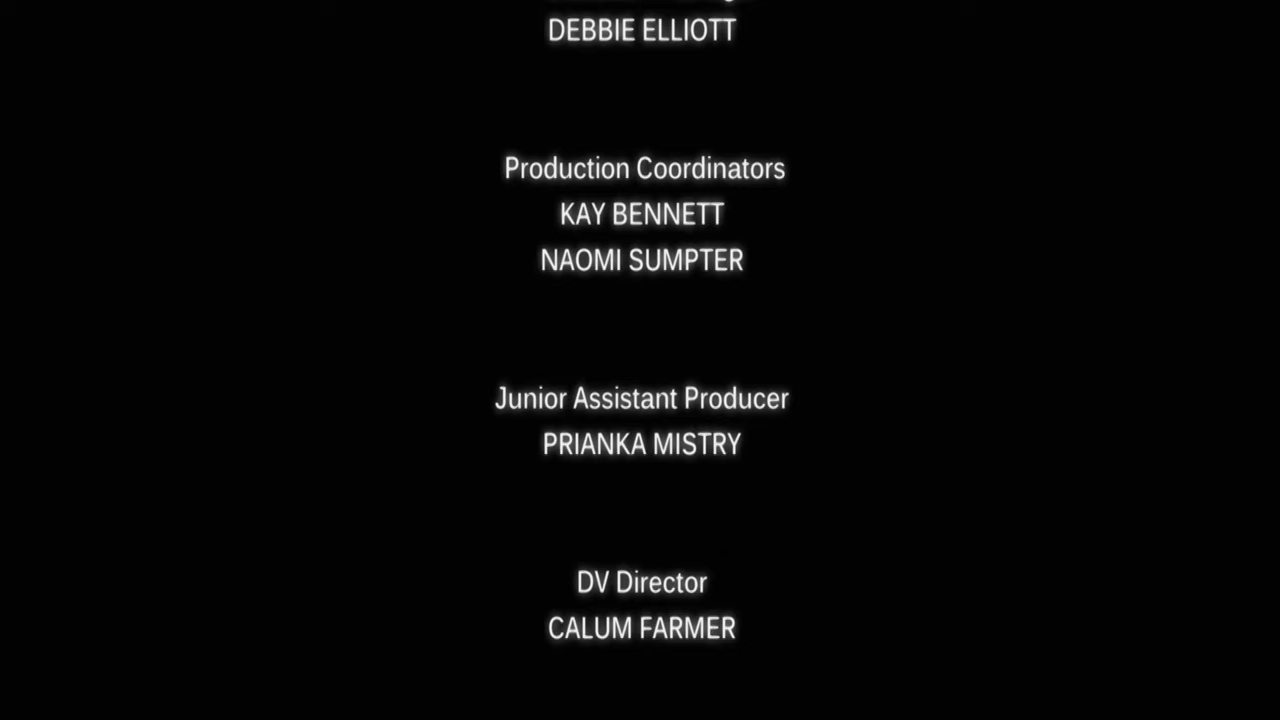 DEBBIE ELLIOTT
Production Coordinators
KAY BENNETT
NAOMI SUMPTER
Junior Assistant Producer
PRIANKA MISTRY
DV Director
CALUM FARMER